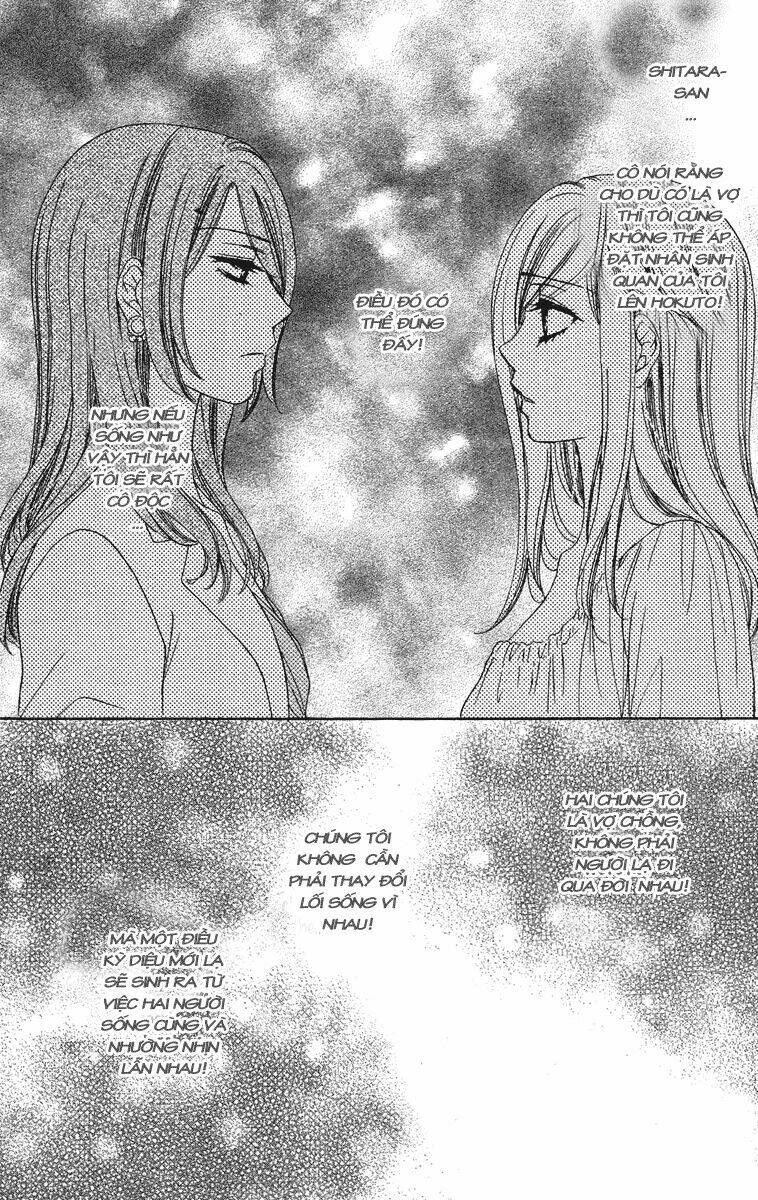 SHITARA-
SAN
...
CÔ NÓI RẰNG
CHO DÙ CÓ LÀ VỢ
THÌ TÔI CŨNG
KHÔNG THỂ ÁP
ĐẶT NHÂN SINH
QUAN CỦA TÔI
LÊN HOKUTO!
ĐIỀU ĐÓ CÓ
THỂ ĐÚNG
ĐẤY!
NHƯNG NẾU
SỐNG NHƯ
VẬY THÌ HẲN
TÔI SẼ RẤT
CÔ ĐỘC
...
HAI CHÚNG TÔI
LÀ VỢ CHỒNG,
KHÔNG PHẢI
NGƯỜI LẠ ĐI
QUA ĐỜI NHAU!
CHÚNG TÔI
KHÔNG CẦN
PHẢI THAY ĐỔI
LỐI SỐNG VÌ
NHAU!
MÀ MỘT ĐIỀU
KỲ DIỆU MỚI LẠ
SẼ SINH RA TỪ
VIỆC HAI NGƯỜI
SỐNG CÙNG VÀ
NHƯỜNG NHỊN
LẪN NHAU!